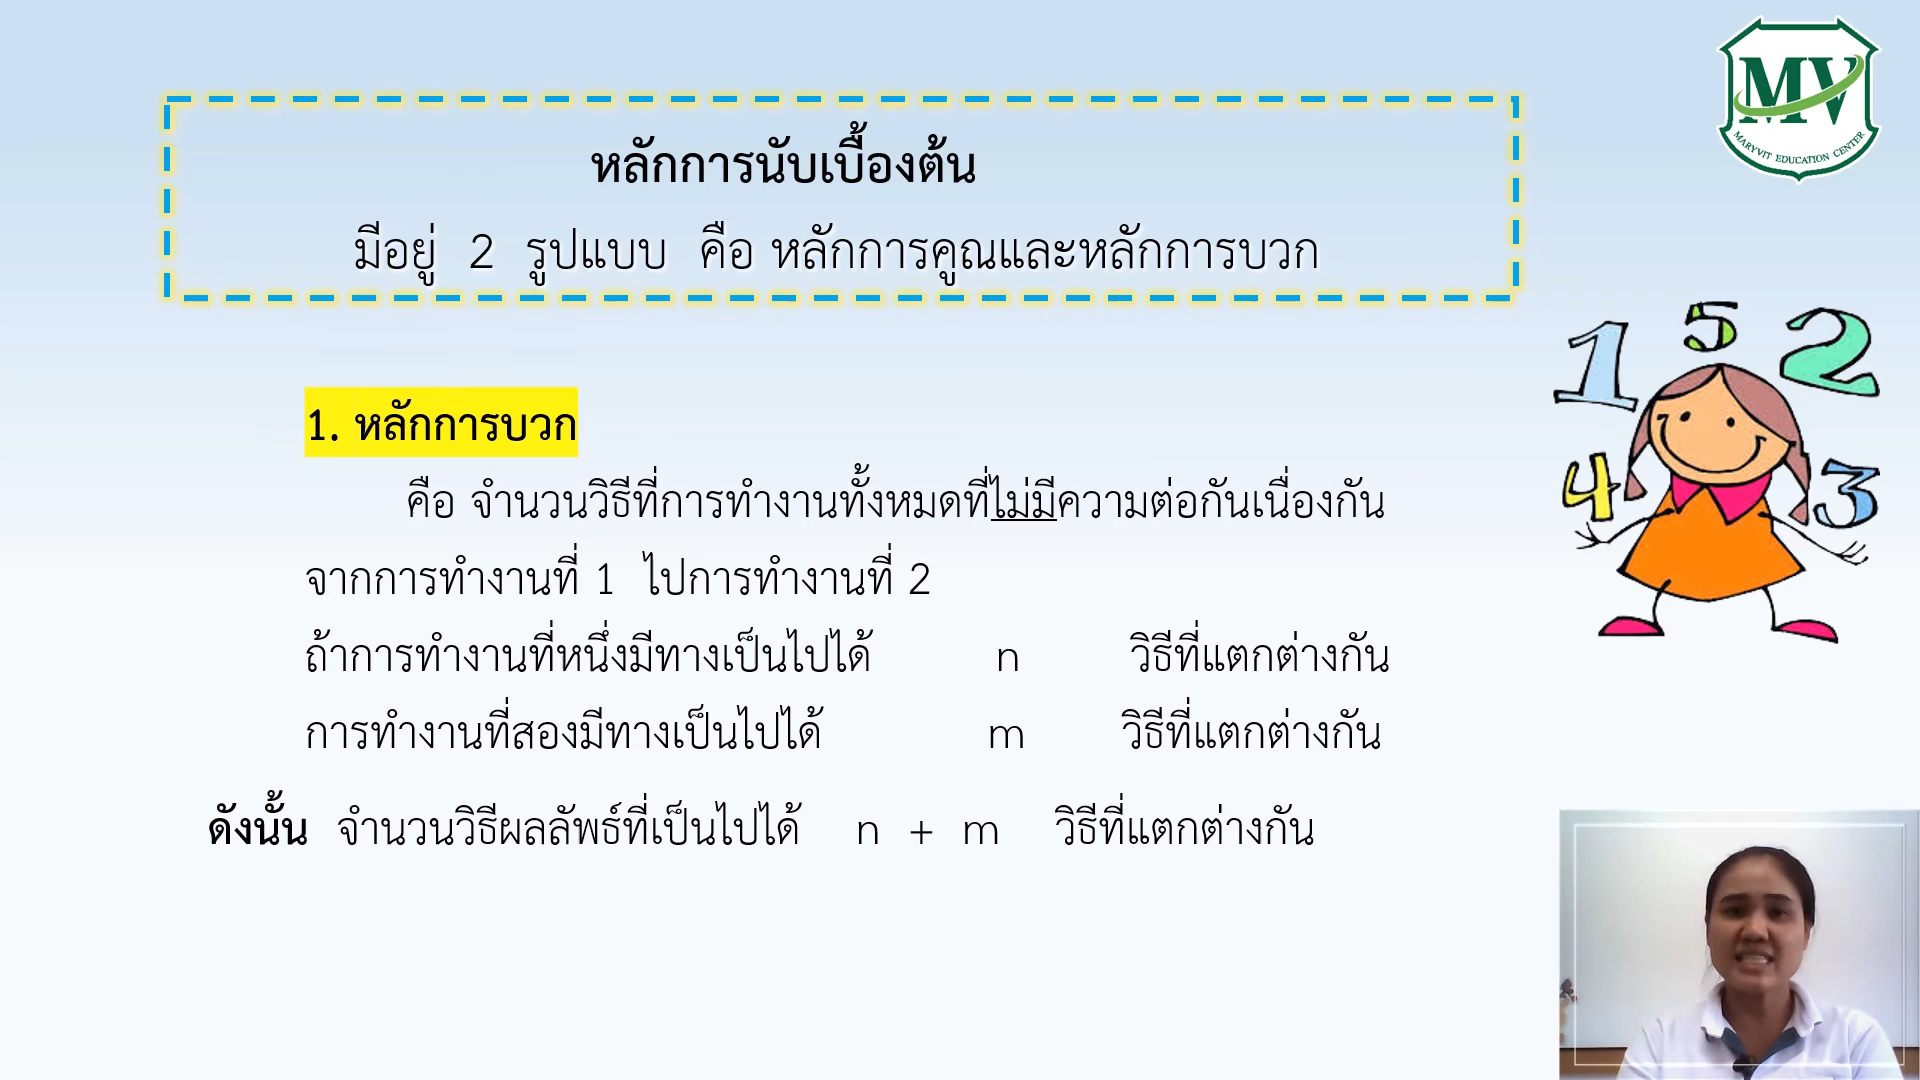 MV
MARYVIT EDUCATION CENTER
หลักการนับเบื้องต้น
มีอยู่ 2 รูปแบบ คือ หลักการคูณและหลักการบวก
1 5 2
4 3
1. หลักการบวก
คือ จำนวนวิธีที่การทำงานทั้งหมดที่ไม่มีความต่อกันเนื่องกัน
จากการทำงานที่ 1 ไปการทำงานที่ 2
ถ้าการทำงานที่หนึ่งมีทางเป็นไปได้ n วิธีที่แตกต่างกัน
การทำงานที่สองมีทางเป็นไปได้ m วิธีที่แตกต่างกัน
ดังนั้น จำนวนวิธีผลลัพธ์ที่เป็นไปได้ n + m วิธีที่แตกต่างกัน